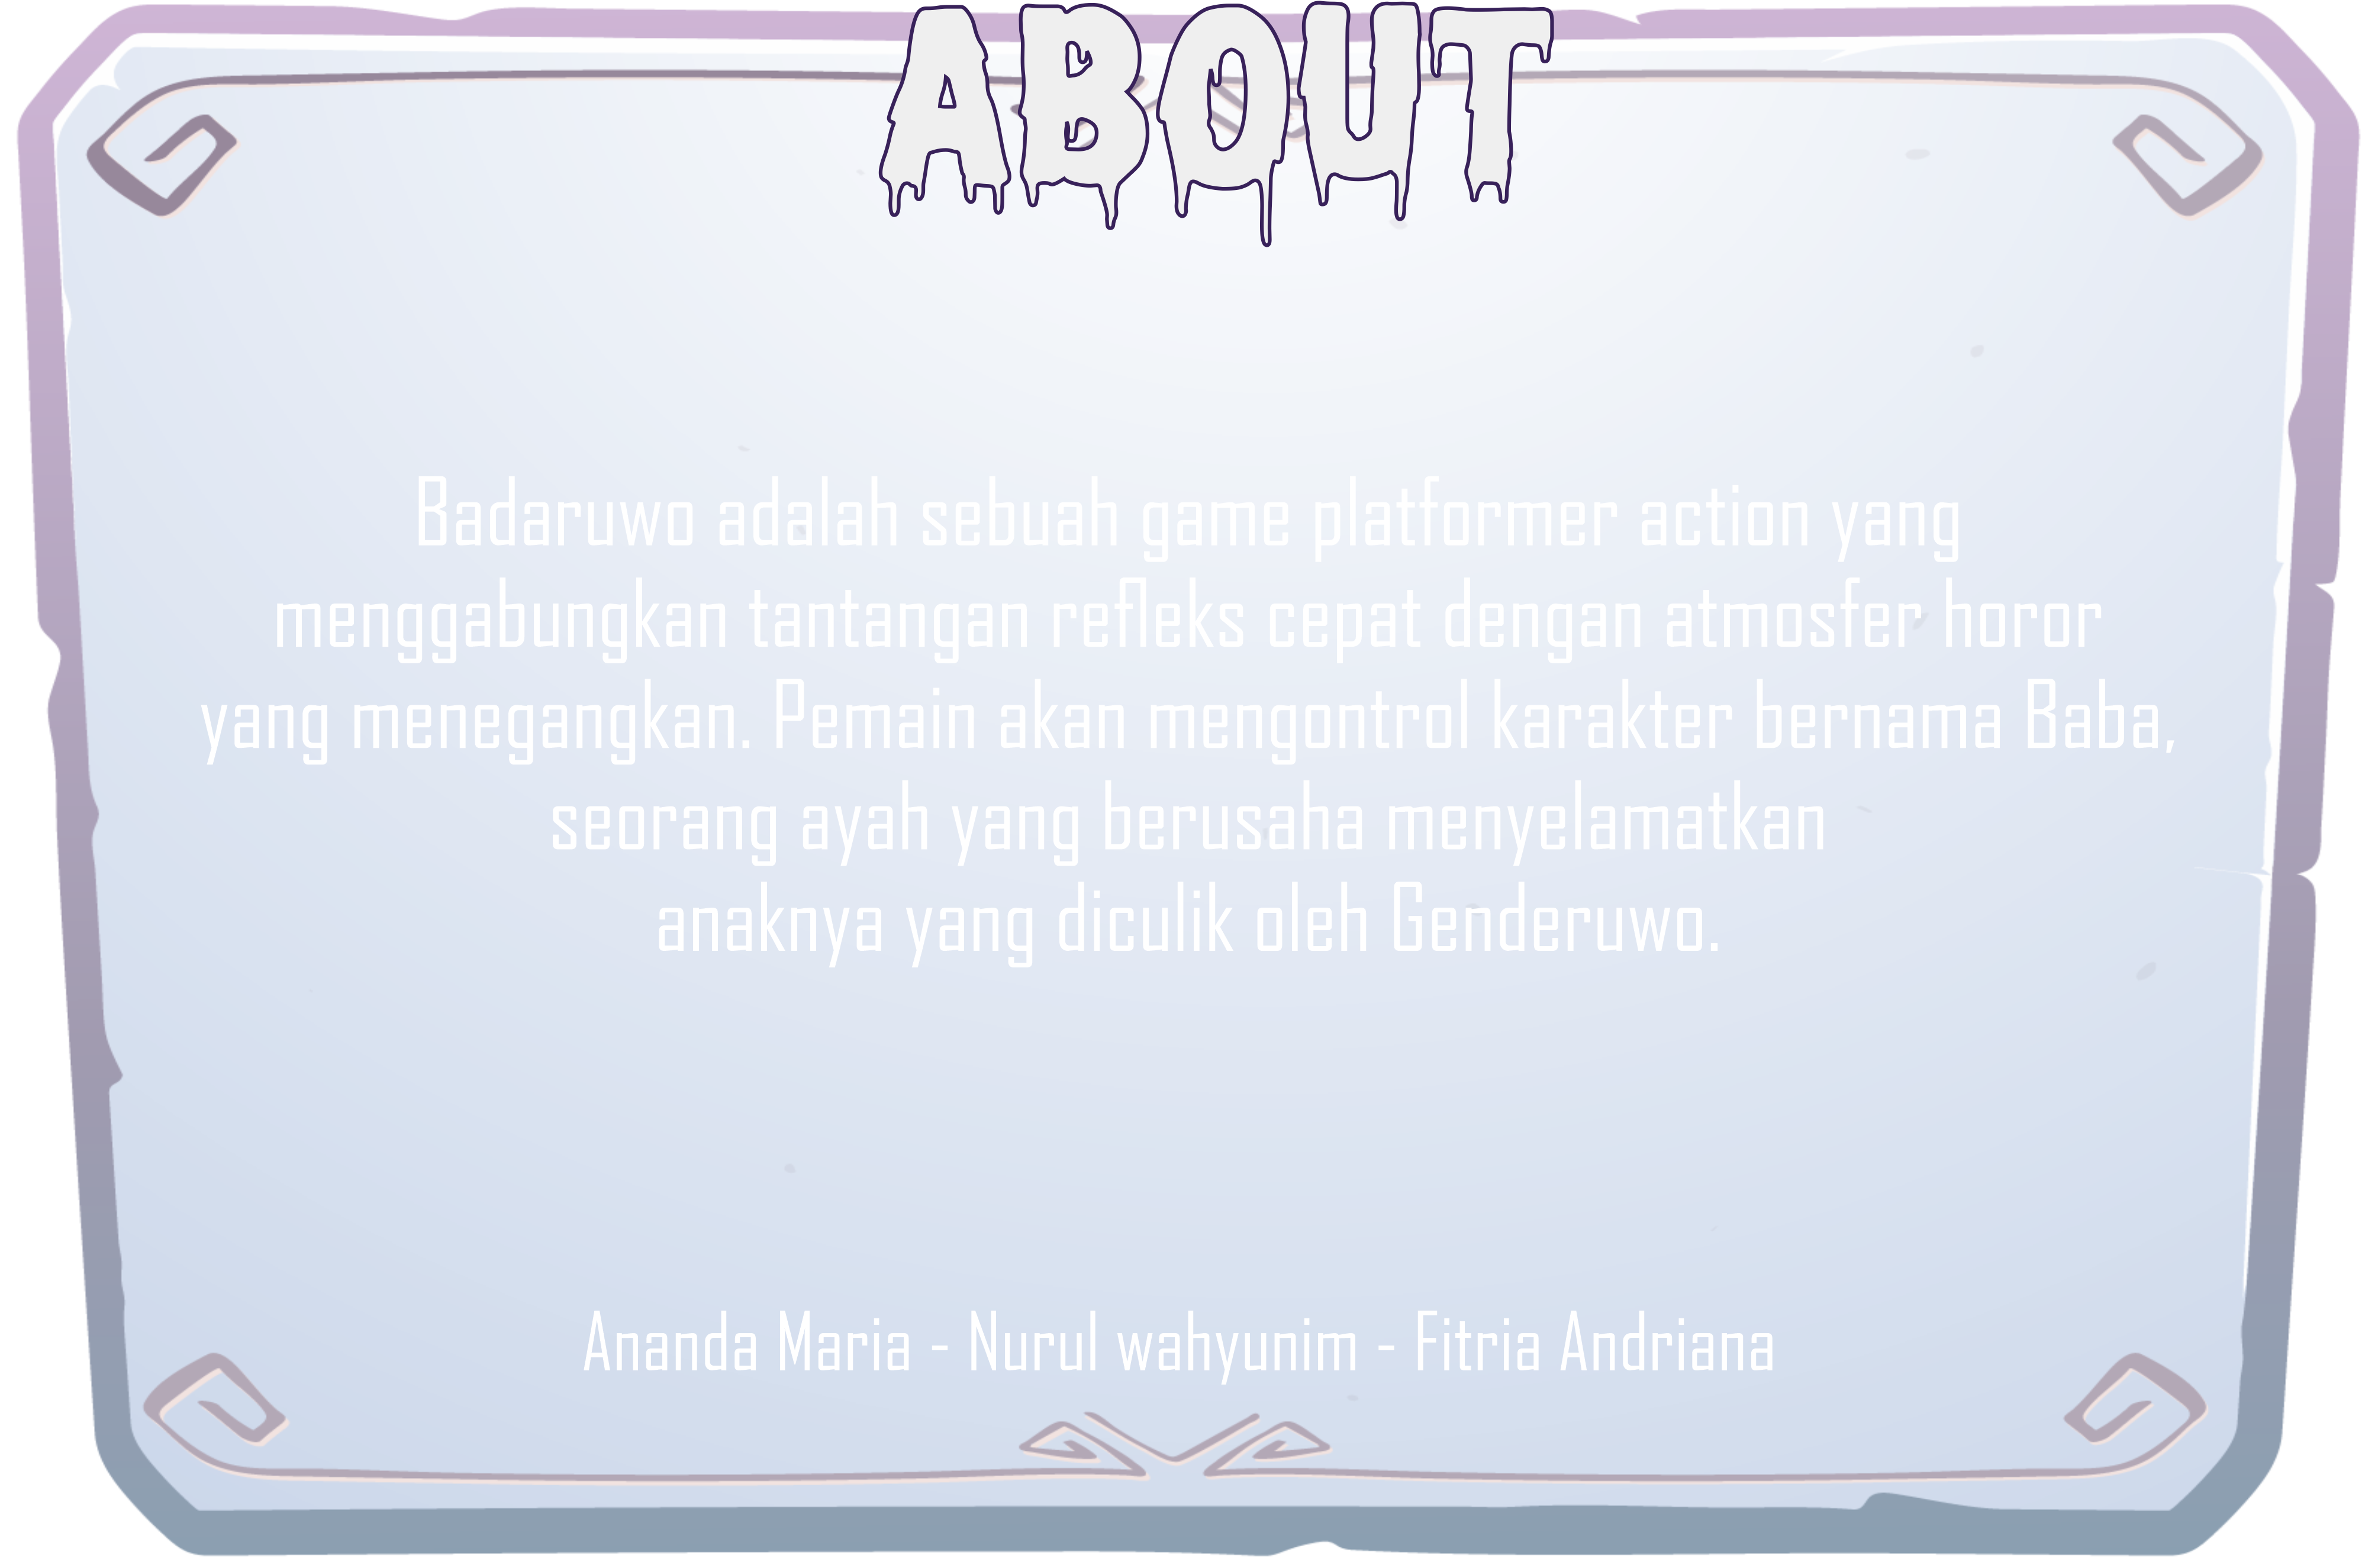 ABOUT
Badaruwo adalah sebuah game platformer action yang
menggabungkan tantangan refleks cepat dengan atmosfer horor
yang menegangkan. Pemain akan mengontrol karakter bernama Baba,
seorang ayah yang berusaha menyelamatkan
anaknya yang diculik oleh Genderuwo.
Ananda Maria - Nurul wahyunim - Fitria Andriana